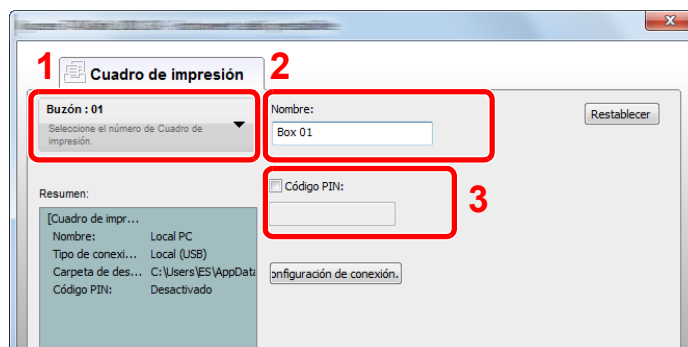 x
1
Cuadro de impresión
2
Buzón : 01
Seleccione el número de Cuadro de
impresión.
Nombre:
Box 01
Restablecer
Código PIN:
3
Resumen:
[Cuadro de impr...
Nombre: Local PC
Tipo de conexi... Local (USB)
Carpeta de des... C:\Users\ES\AppData
Código PIN: Desactivado
onfiguración de conexión.